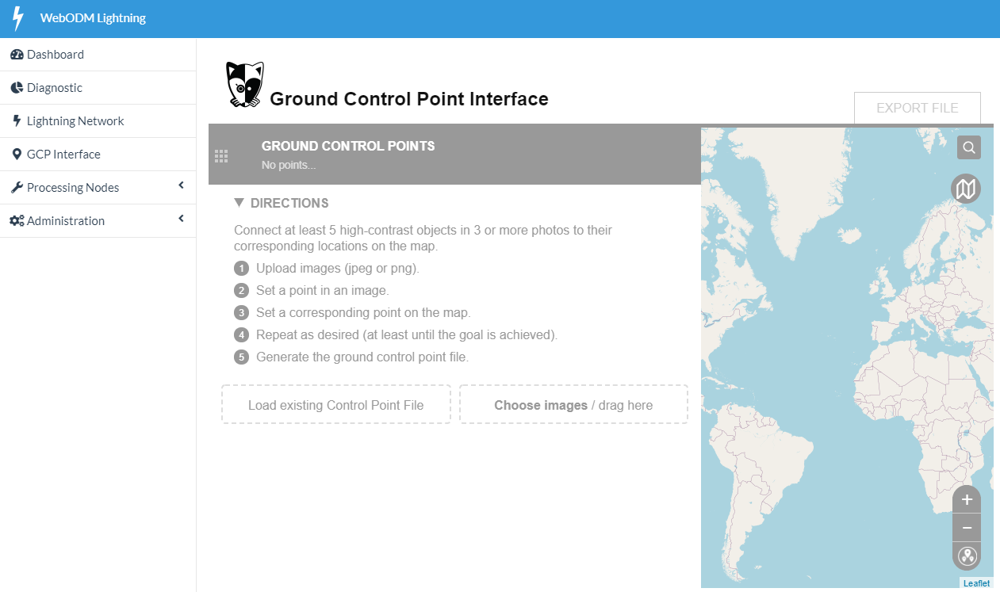 WebODM Lightning
Dashboard
Diagnostic
Lightning Network
GCP Interface
Processing Nodes
Administration
Ground Control Point Interface
EXPORT FILE
GROUND CONTROL POINTS
No points...
DIRECTIONS
Connect at least 5 high-contrast objects in 3 or more photos to their
corresponding locations on the map.
1 Upload images (jpeg or png).
2 Set a point in an image.
3 Set a corresponding point on the map.
4 Repeat as desired (at least until the goal is achieved).
5 Generate the ground control point file.
Load existing Control Point File
Choose images / drag here
+
−
Leaflet